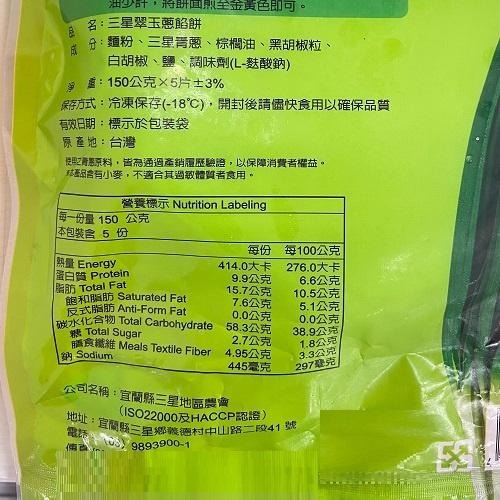 油少許，將餅面煎至金黃色即可。
品 名：三星翠玉蔥餡餅
成 分：麵粉、三星青蔥、棕櫚油、黑胡椒粒、
白胡椒、鹽、調味劑(L-麩酸鈉)
淨 重：150公克×5片±3%
保存方式：冷凍保存(-18℃)，開封後請儘快食用以確保品質
有效日期：標示於包裝袋
原 產 地：台灣
使用之青蔥原料，皆為通過產銷履歷驗證，以保障消費者權益。
本產品含有小麥，不適合其過敏體質者食用。
營養標示 Nutrition Labeling
每一份量 150 公克
本包裝含 5 份
每份 每100公克
熱量 Energy 414.0大卡 276.0大卡
蛋白質 Protein 9.9公克 6.6公克
脂肪 Total Fat 15.7公克 10.5公克
飽和脂肪 Saturated Fat 7.6公克 5.1公克
反式脂肪 Anti-Form Fat 0.0公克 0.0公克
碳水化合物 Total Carbohydrate 58.3公克 38.9公克
糖 Total Sugar 2.7公克 1.8公克
膳食纖維 Meals Textile Fiber 4.95公克 3.3公克
鈉 Sodium 445毫克 297毫克
公司名稱：宜蘭縣三星地區農會
(ISO22000及HACCP認證)
地址：宜蘭縣三星鄉義德村中山路二段41號
電話：(03) 9893900-1
傳真